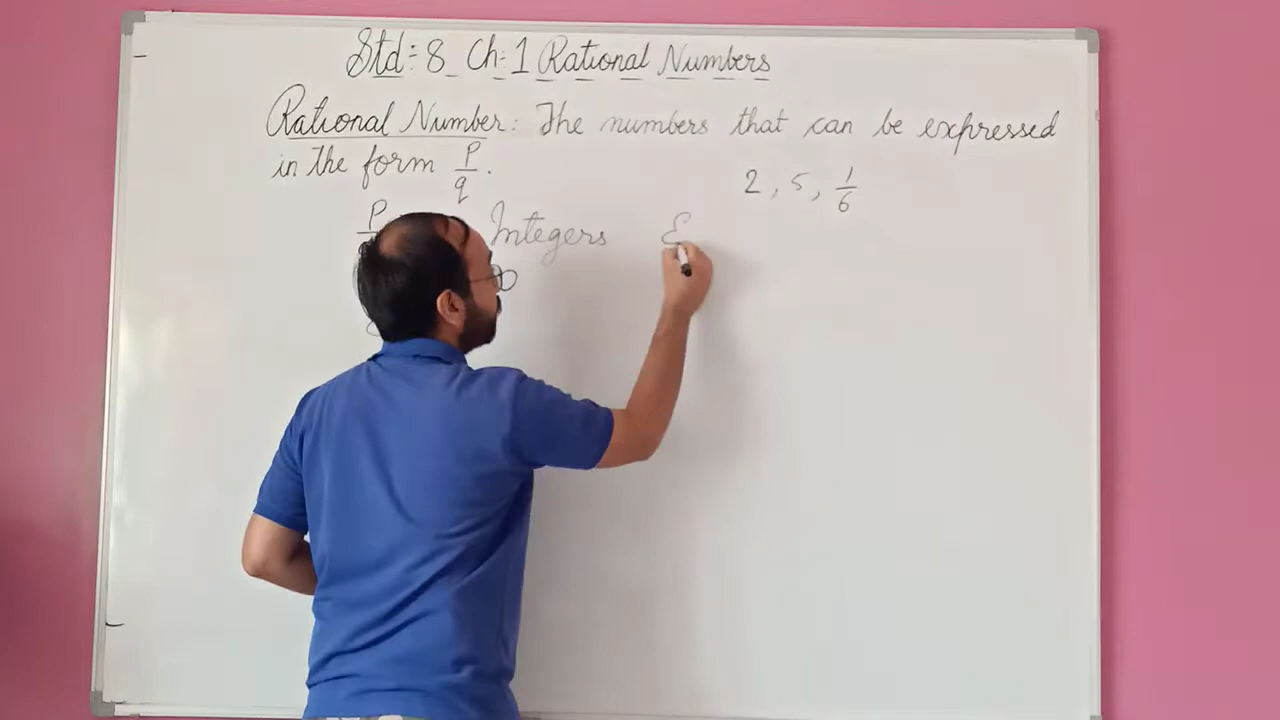 Std:- 8 Ch:- 1 Rational Numbers
Rational Number: The numbers that can be expressed
in the form P/q.
2, 5, 1/6
P Integers E